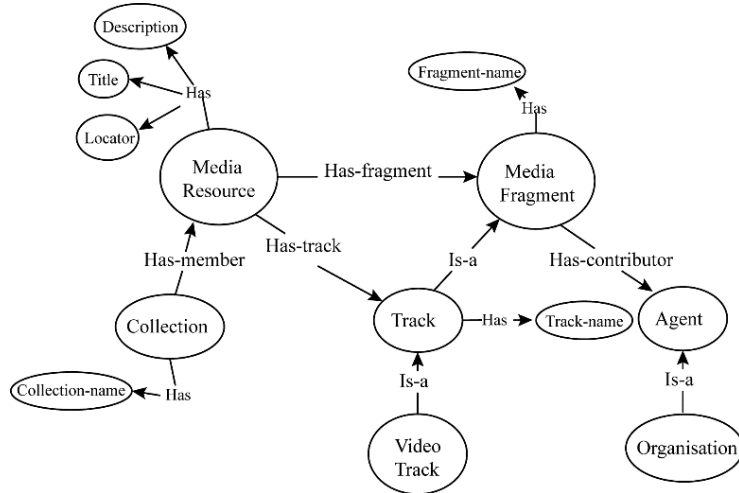 Description
Title
Has
Locator
Fragment-name
Has
Media
Resource
Has-fragment
Media
Fragment
Has-track
Has-member
Is-a
Has-contributor
Collection
Track
Has
Track-name
Agent
Collection-name
Has
Is-a
Is-a
Video
Track
Organisation